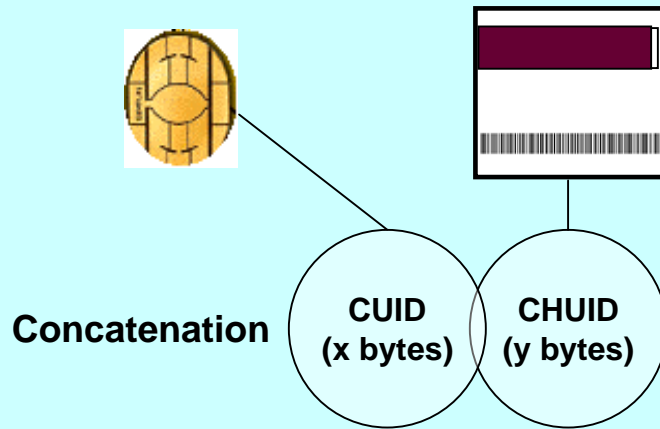 Concatenation
CUID
(x bytes)
CHUID
(y bytes)